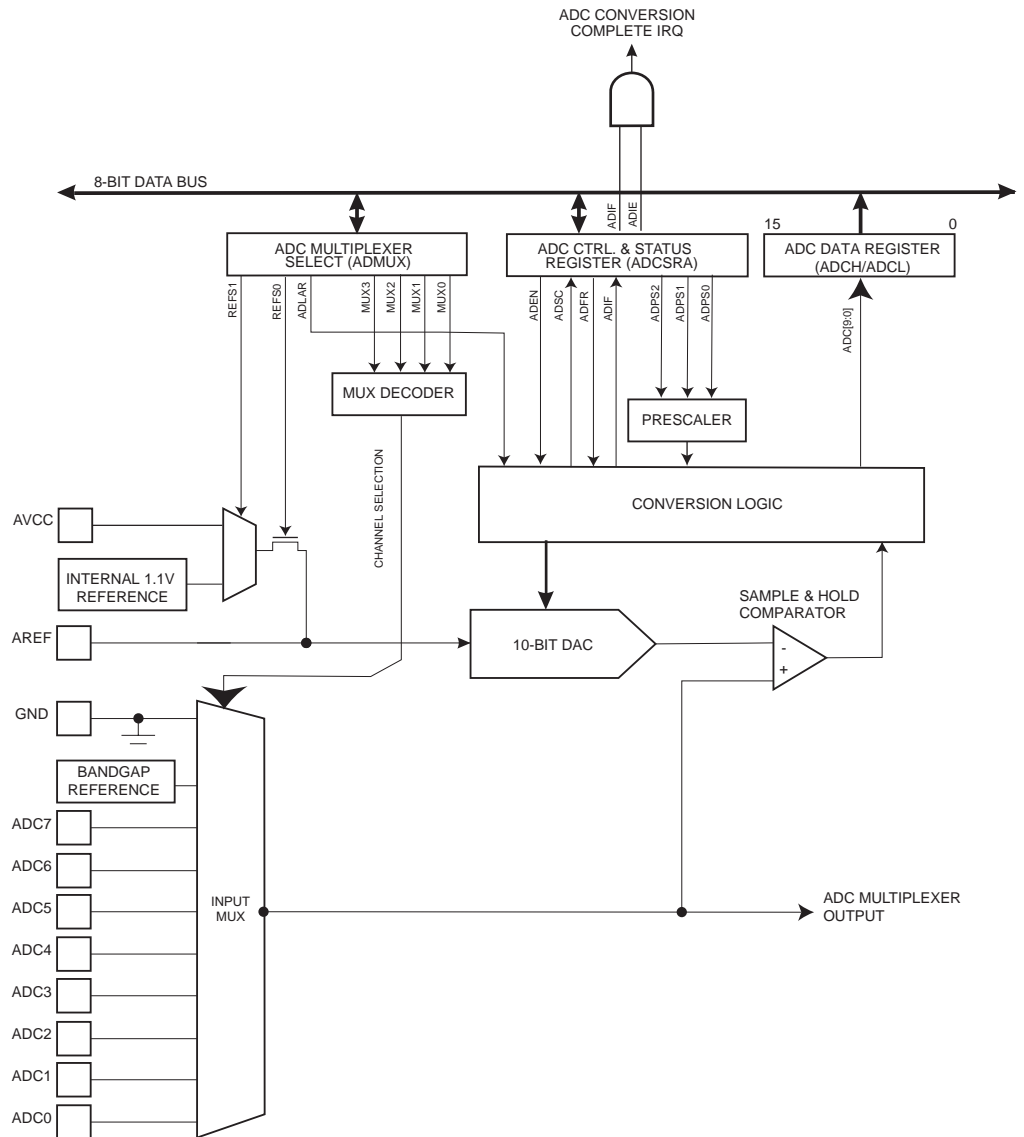 ADC CONVERSION
COMPLETE IRQ
8-BIT DATA BUS
ADIF
ADIE
15
0
ADC MULTIPLEXER
SELECT (ADMUX)
ADC CTRL. & STATUS
REGISTER (ADCSRA)
ADC DATA REGISTER
(ADCH/ADCL)
REFS1
REFS0
ADLAR
MUX3
MUX2
MUX1
MUX0
ADEN
ADSC
ADFR
ADIF
ADPS2
ADPS1
ADPS0
ADC[9:0]
MUX DECODER
PRESCALER
CHANNEL SELECTION
CONVERSION LOGIC
AVCC
INTERNAL 1.1V
REFERENCE
SAMPLE & HOLD
COMPARATOR
AREF
10-BIT DAC
-
+
GND
BANDGAP
REFERENCE
ADC7
ADC6
ADC5
INPUT
MUX
ADC MULTIPLEXER
OUTPUT
ADC4
ADC3
ADC2
ADC1
ADC0